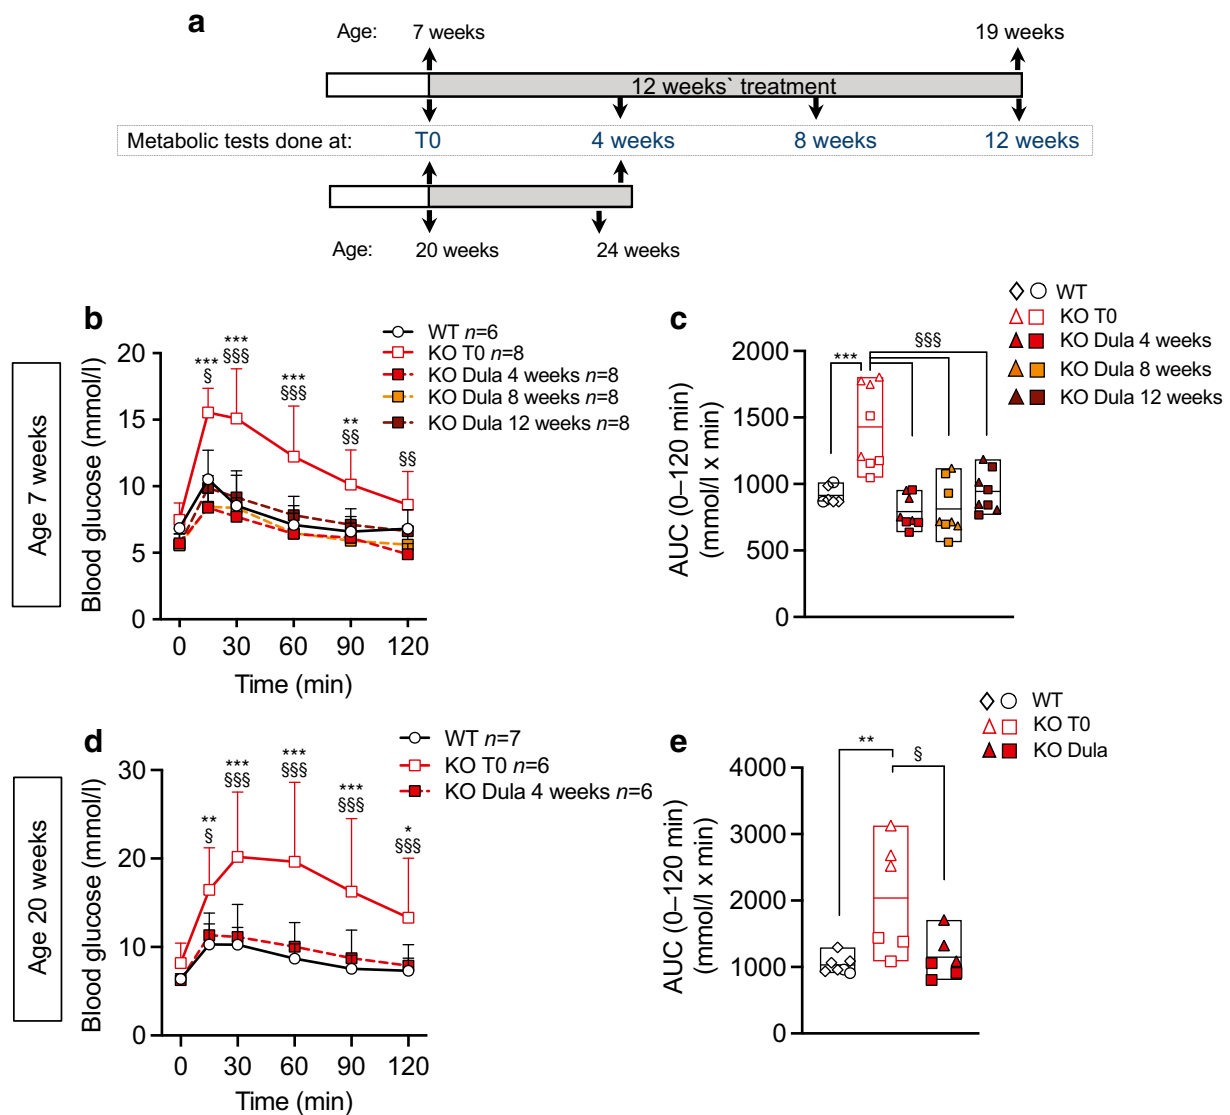 a
Age: 7 weeks 19 weeks
12 weeks` treatment
Metabolic tests done at: T0 4 weeks 8 weeks 12 weeks
Age: 20 weeks 24 weeks
Age 7 weeks
b
WT n=6
KO T0 n=8
KO Dula 4 weeks n=8
KO Dula 8 weeks n=8
KO Dula 12 weeks n=8
Blood glucose (mmol/l)
20
15
10
5
0
*** *** *** **
§ §§§ §§§ §§ §§
0 30 60 90 120
Time (min)
c
WT
KO T0
KO Dula 4 weeks
KO Dula 8 weeks
KO Dula 12 weeks
AUC (0–120 min)
(mmol/l x min)
2000
1500
1000
500
0
*** §§§
Age 20 weeks
d
WT n=7
KO T0 n=6
KO Dula 4 weeks n=6
Blood glucose (mmol/l)
30
20
10
0
** *** *** *** *
§ §§§ §§§ §§§ §§§
0 30 60 90 120
Time (min)
e
WT
KO T0
KO Dula
AUC (0–120 min)
(mmol/l x min)
4000
3000
2000
1000
0
** §